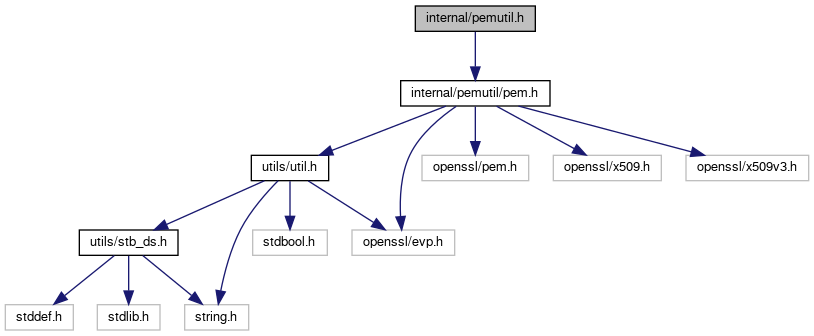 internal/pemutil.h
internal/pemutil/pem.h
utils/util.h
openssl/pem.h
openssl/x509.h
openssl/x509v3.h
utils/stb_ds.h
stdbool.h
openssl/evp.h
stddef.h
stdlib.h
string.h